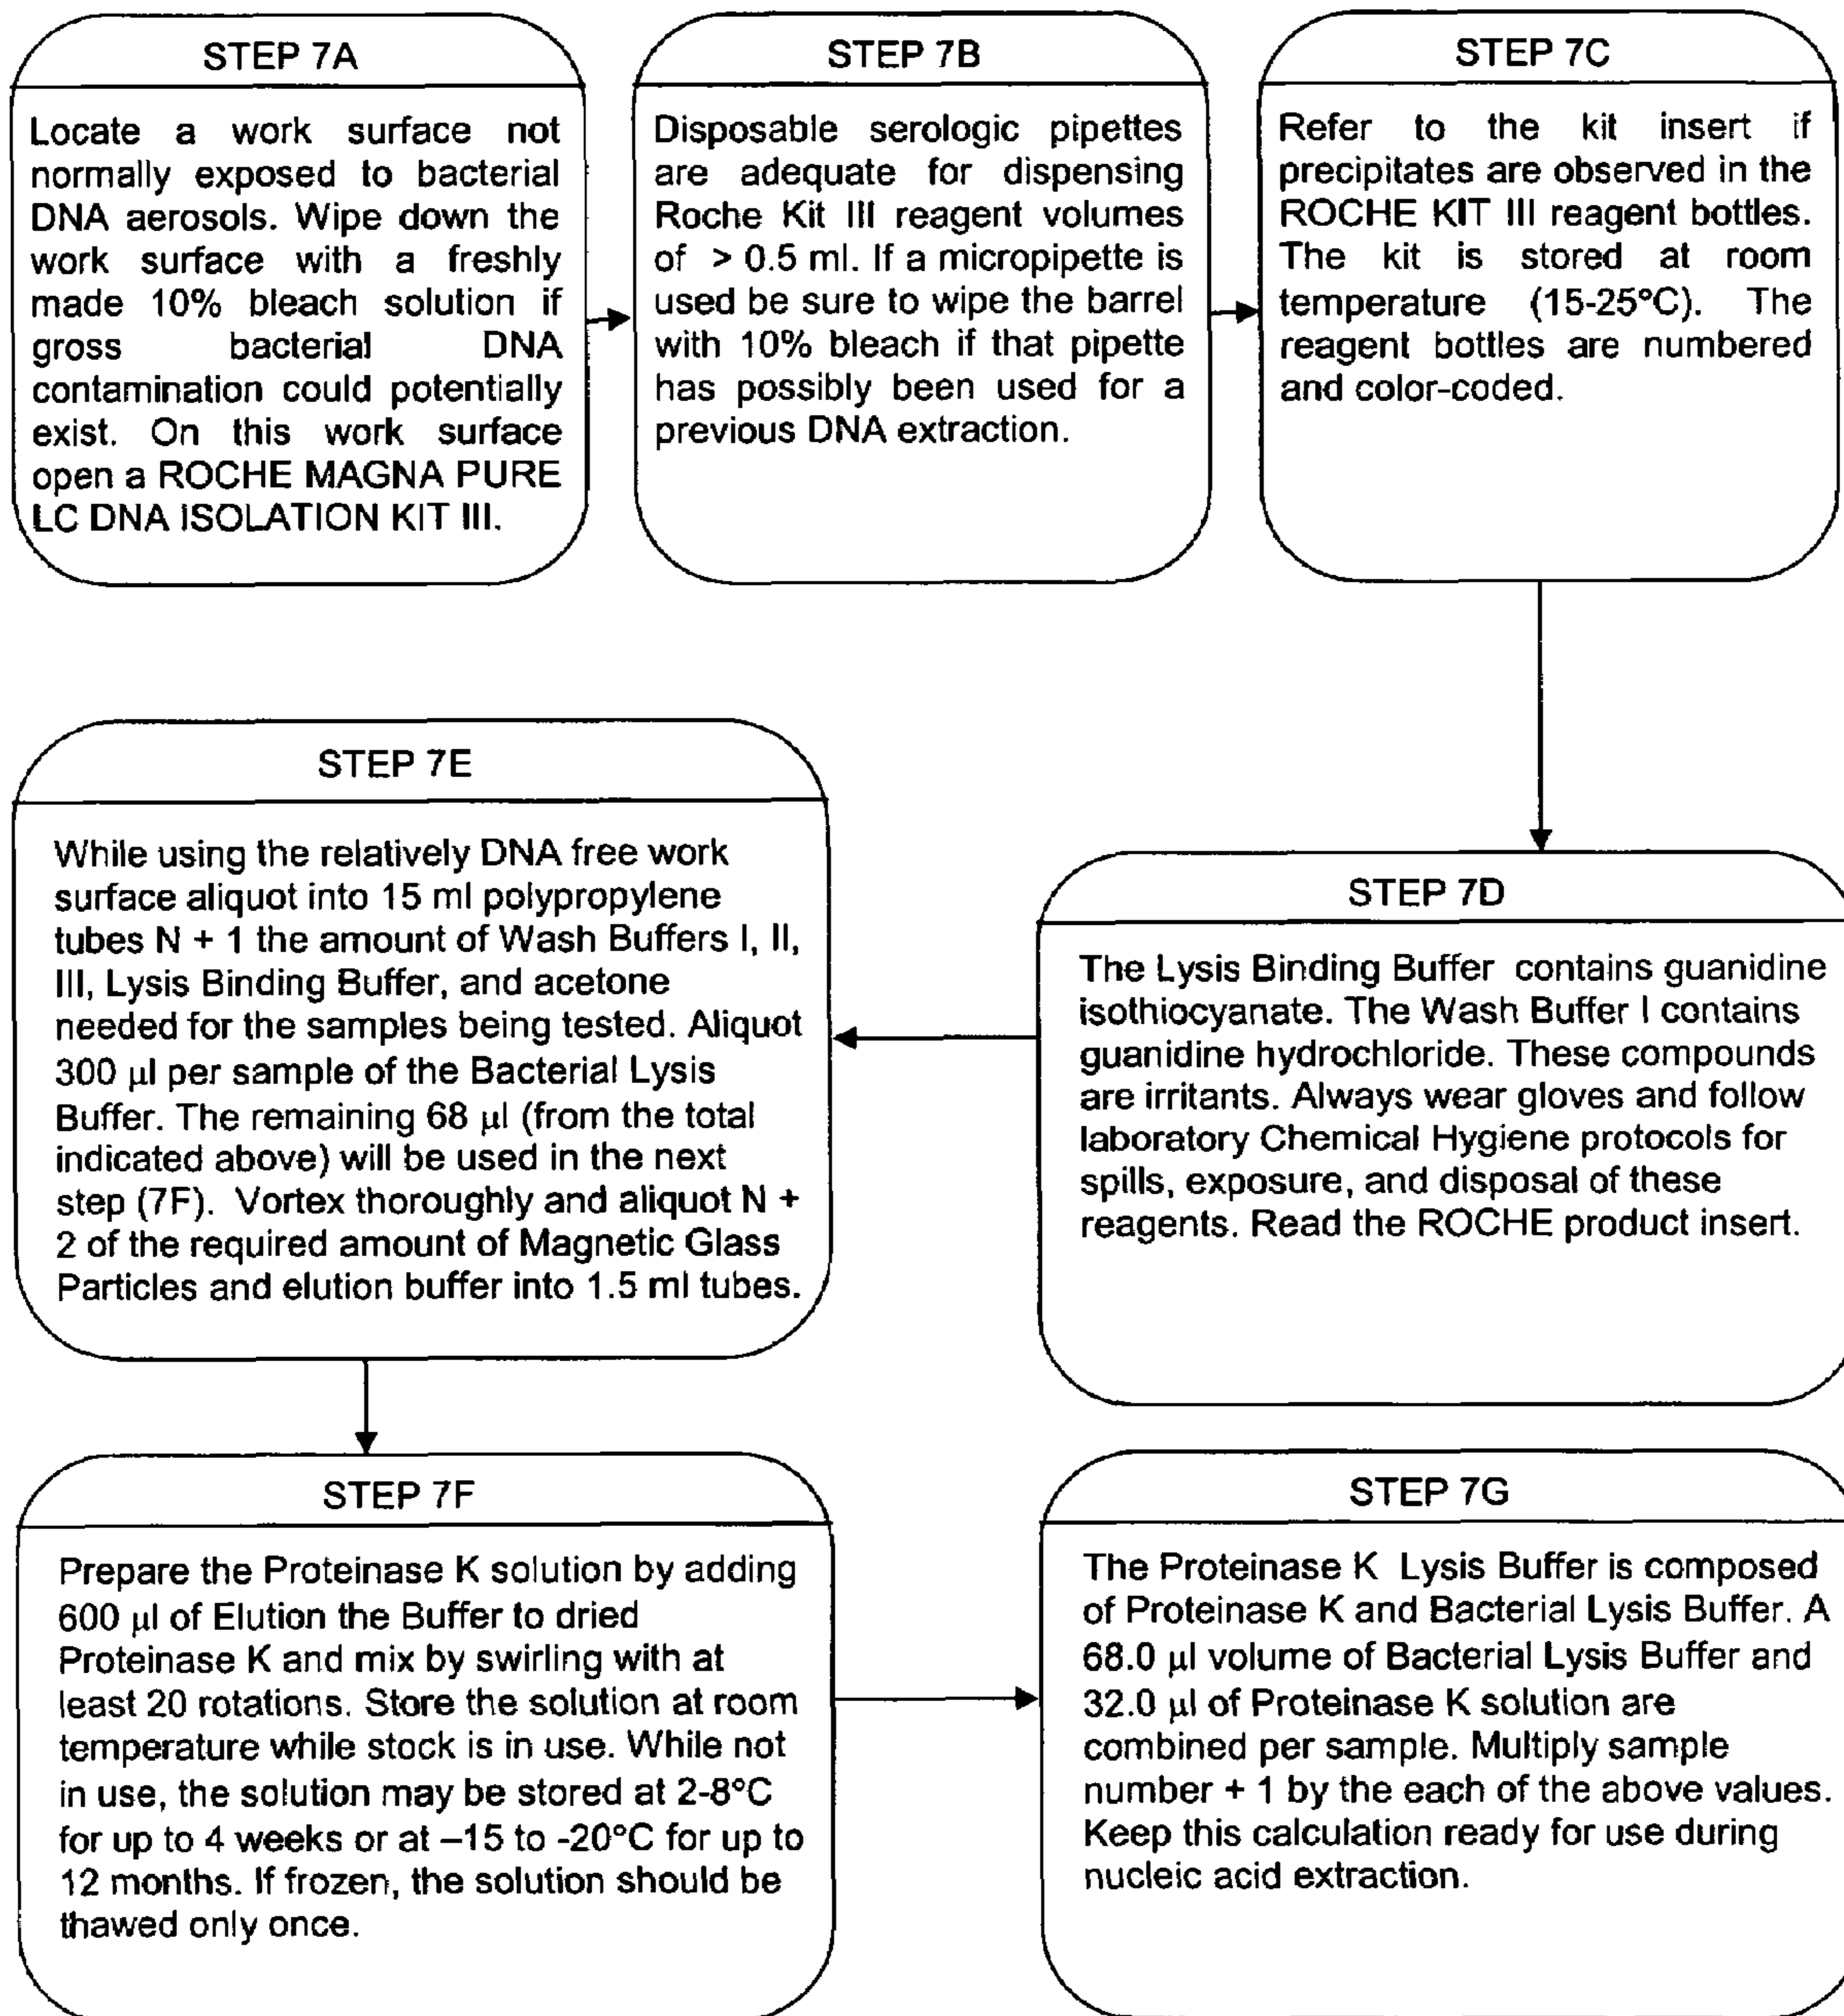 STEP 7A
Locate a work surface not
normally exposed to bacterial
DNA aerosols. Wipe down the
work surface with a freshly
made 10% bleach solution if
gross bacterial DNA
contamination could potentially
exist. On this work surface
open a ROCHE MAGNA PURE
LC DNA ISOLATION KIT III.
STEP 7B
Disposable serologic pipettes
are adequate for dispensing
Roche Kit III reagent volumes
of > 0.5 ml. If a micropipette is
used be sure to wipe the barrel
with 10% bleach if that pipette
has possibly been used for a
previous DNA extraction.
STEP 7C
Refer to the kit insert if
precipitates are observed in the
ROCHE KIT III reagent bottles.
The kit is stored at room
temperature (15-25°C). The
reagent bottles are numbered
and color-coded.
STEP 7D
The Lysis Binding Buffer contains guanidine
isothiocyanate. The Wash Buffer I contains
guanidine hydrochloride. These compounds
are irritants. Always wear gloves and follow
laboratory Chemical Hygiene protocols for
spills, exposure, and disposal of these
reagents. Read the ROCHE product insert.
STEP 7E
While using the relatively DNA free work
surface aliquot into 15 ml polypropylene
tubes N + 1 the amount of Wash Buffers I, II,
III, Lysis Binding Buffer, and acetone
needed for the samples being tested. Aliquot
300 µl per sample of the Bacterial Lysis
Buffer. The remaining 68 µl (from the total
indicated above) will be used in the next
step (7F). Vortex thoroughly and aliquot N +
2 of the required amount of Magnetic Glass
Particles and elution buffer into 1.5 ml tubes.
STEP 7F
Prepare the Proteinase K solution by adding
600 µl of Elution the Buffer to dried
Proteinase K and mix by swirling with at
least 20 rotations. Store the solution at room
temperature while stock is in use. While not
in use, the solution may be stored at 2-8°C
for up to 4 weeks or at –15 to -20°C for up to
12 months. If frozen, the solution should be
thawed only once.
STEP 7G
The Proteinase K Lysis Buffer is composed
of Proteinase K and Bacterial Lysis Buffer. A
68.0 µl volume of Bacterial Lysis Buffer and
32.0 µl of Proteinase K solution are
combined per sample. Multiply sample
number + 1 by the each of the above values.
Keep this calculation ready for use during
nucleic acid extraction.